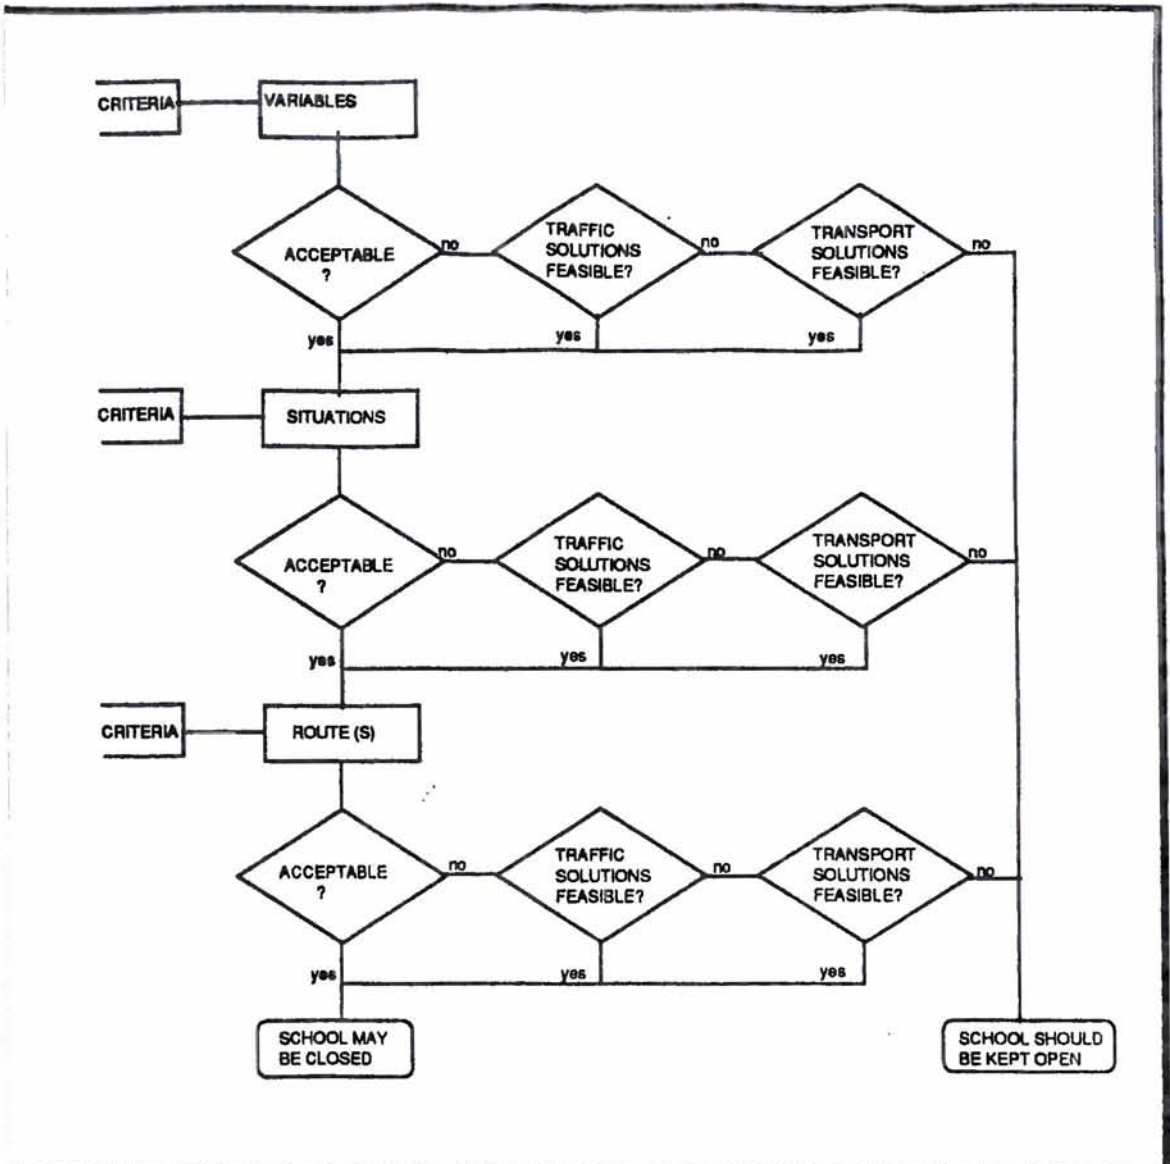 CRITERIA
VARIABLES
ACCEPTABLE
?
no
TRAFFIC
SOLUTIONS
FEASIBLE?
no
TRANSPORT
SOLUTIONS
FEASIBLE?
no
yes
yes
yes
CRITERIA
SITUATIONS
ACCEPTABLE
?
no
TRAFFIC
SOLUTIONS
FEASIBLE?
no
TRANSPORT
SOLUTIONS
FEASIBLE?
no
yes
yes
yes
CRITERIA
ROUTE (S)
ACCEPTABLE
?
no
TRAFFIC
SOLUTIONS
FEASIBLE?
no
TRANSPORT
SOLUTIONS
FEASIBLE?
no
yes
yes
yes
SCHOOL MAY
BE CLOSED
SCHOOL SHOULD
BE KEPT OPEN